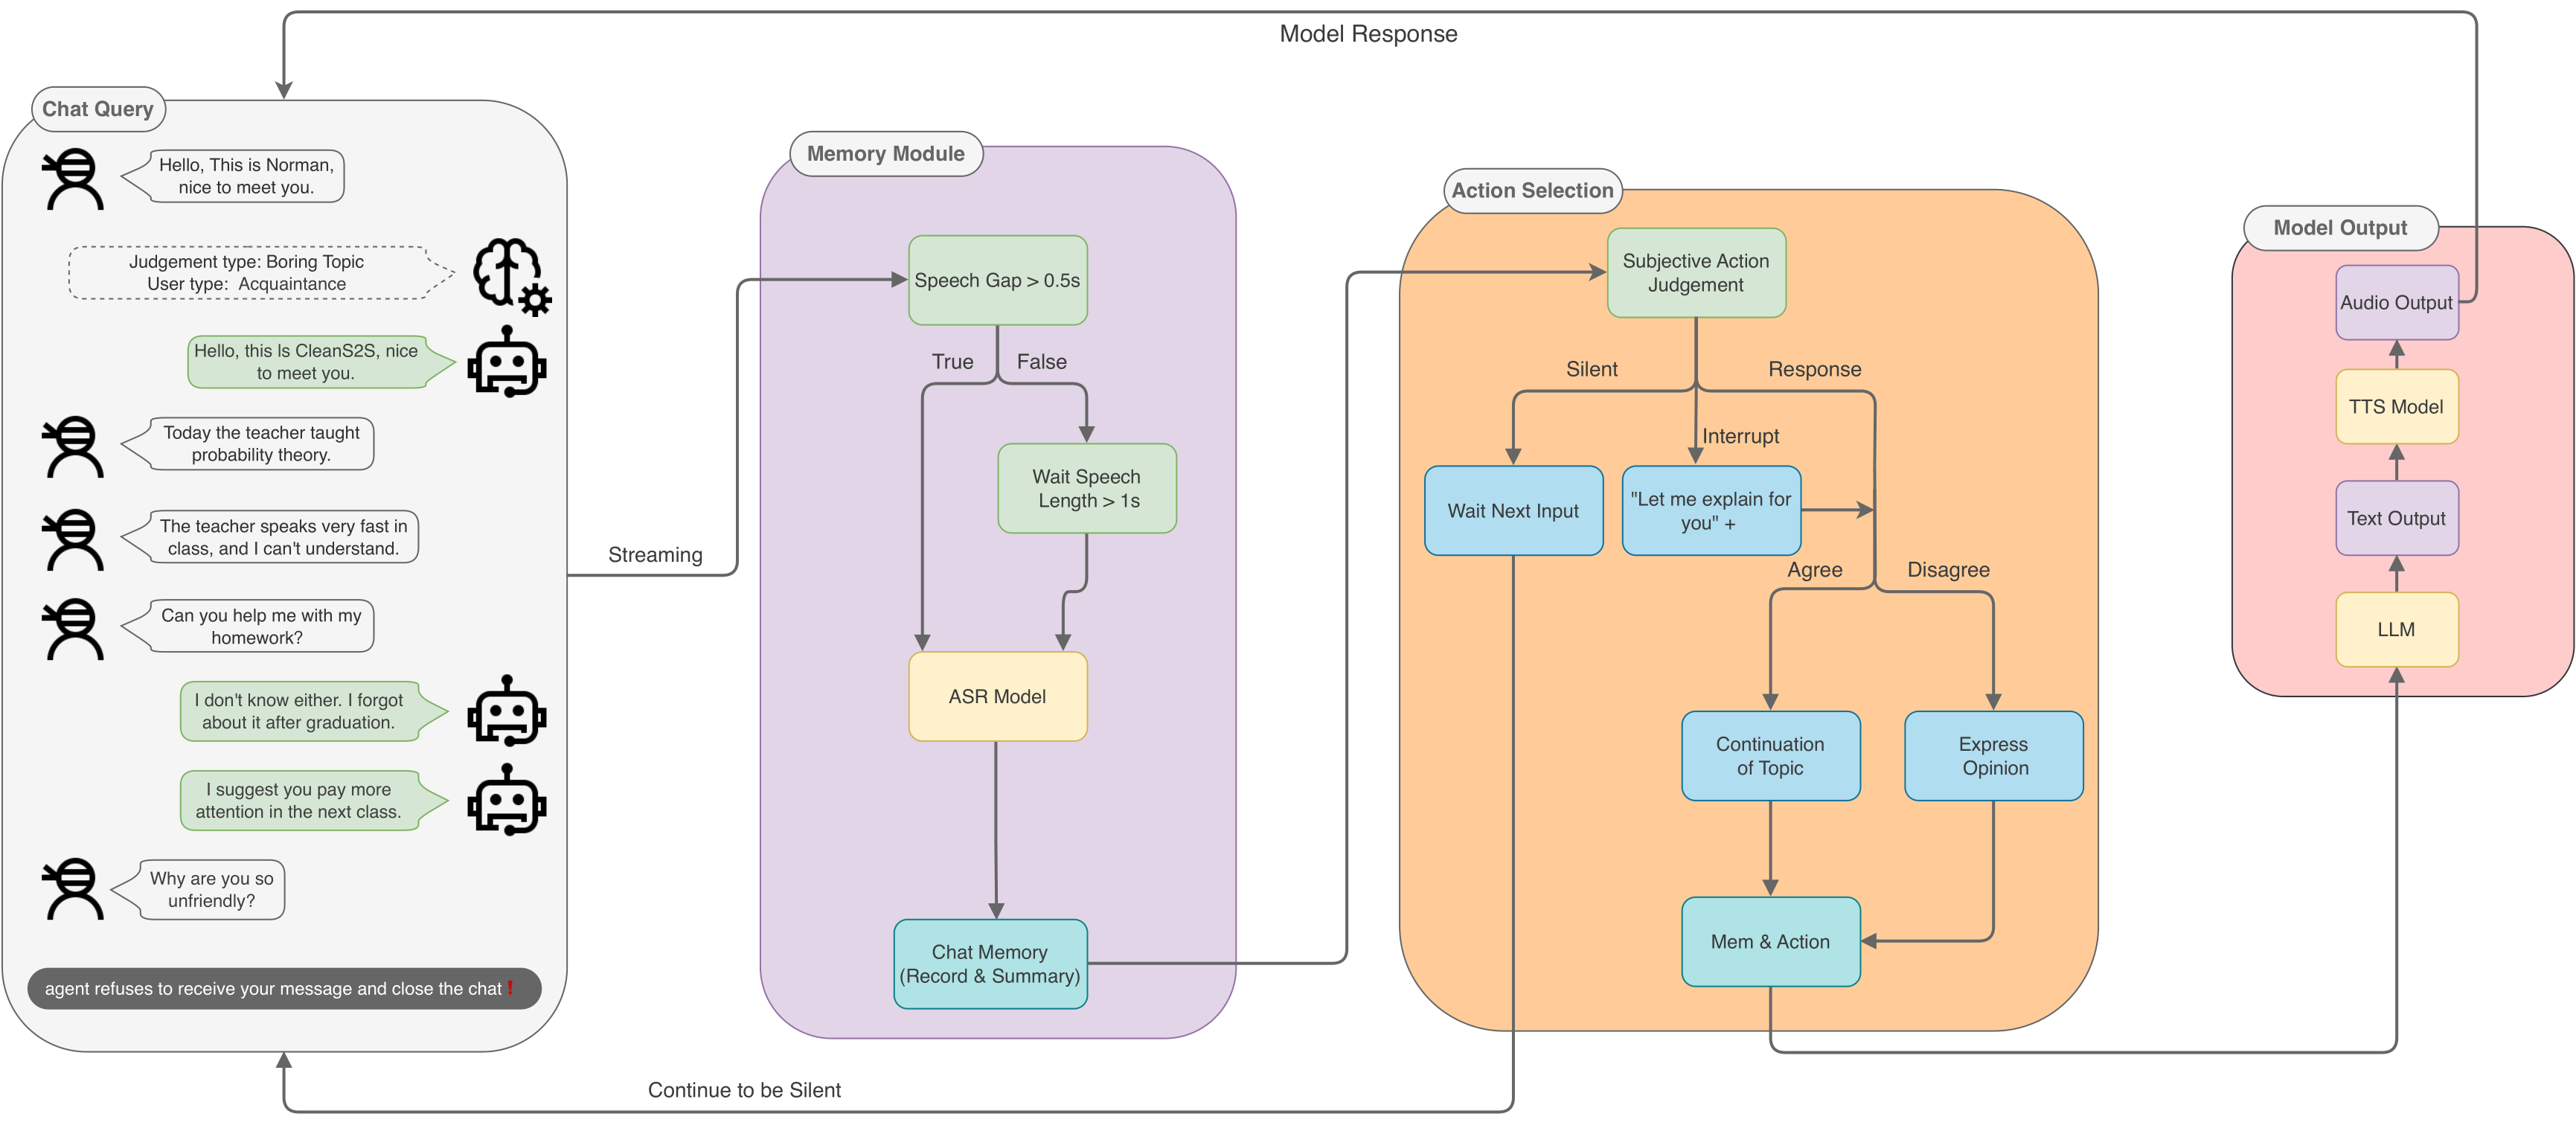 Model Response
Chat Query
Hello, This is Norman,
nice to meet you.
Judgement type: Boring Topic
User type: Acquaintance
Hello, this Is CleanS2S, nice
to meet you.
Today the teacher taught
probability theory.
The teacher speaks very fast in
class, and I can't understand.
Can you help me with my
homework?
I don't know either. I forgot
about it after graduation.
I suggest you pay more
attention in the next class.
Why are you so
unfriendly?
agent refuses to receive your message and close the chat !
Streaming
Memory Module
Speech Gap > 0.5s
True
False
Wait Speech
Length > 1s
ASR Model
Chat Memory
(Record & Summary)
Action Selection
Subjective Action
Judgement
Silent
Response
Interrupt
Wait Next Input
"Let me explain for
you" +
Agree
Disagree
Continuation
of Topic
Express
Opinion
Mem & Action
Model Output
Audio Output
TTS Model
Text Output
LLM
Continue to be Silent